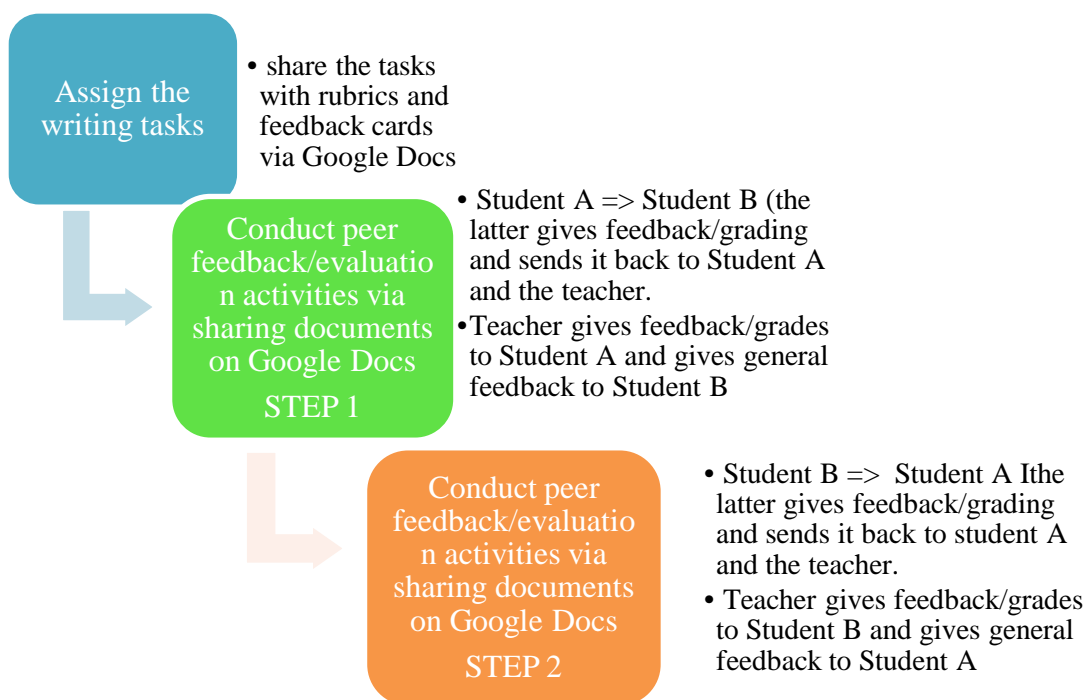 Assign the
writing tasks
• share the tasks
with rubrics and
feedback cards
via Google Docs
Conduct peer
feedback/evaluatio
n activities via
sharing documents
on Google Docs
STEP 1
• Student A => Student B (the
latter gives feedback/grading
and sends it back to Student A
and the teacher.
•Teacher gives feedback/grades
to Student A and gives general
feedback to Student B
Conduct peer
feedback/evaluatio
n activities via
sharing documents
on Google Docs
STEP 2
• Student B => Student A Ithe
latter gives feedback/grading
and sends it back to student A
and the teacher.
• Teacher gives feedback/grades
to Student B and gives general
feedback to Student A